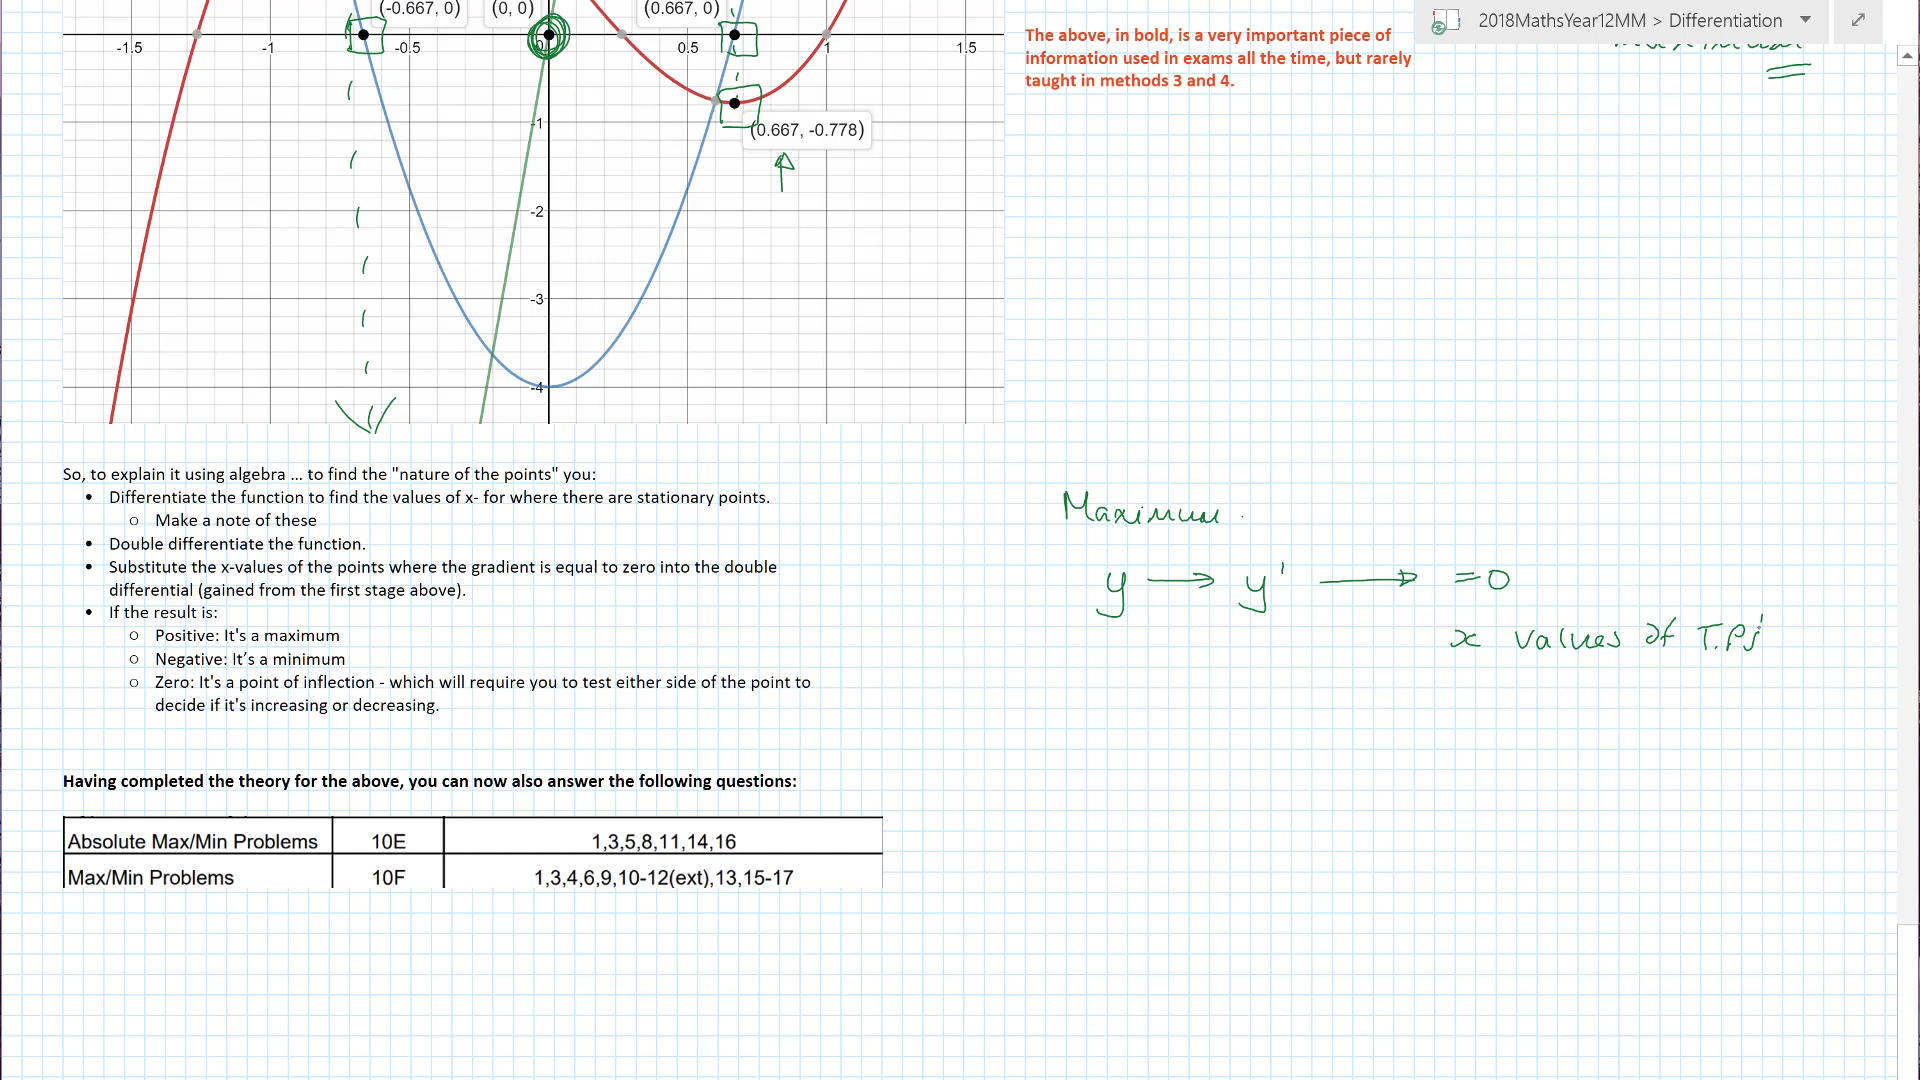 2018MathsYear12MM > Differentiation
(-0.667, 0) (0, 0) (0.667, 0)
-1.5 -1 -0.5 0 0.5 1 1.5
-1
(0.667, -0.778)
-2
-3
-4
The above, in bold, is a very important piece of
information used in exams all the time, but rarely
taught in methods 3 and 4.
So, to explain it using algebra ... to find the "nature of the points" you:
• Differentiate the function to find the values of x- for where there are stationary points.
○ Make a note of these
• Double differentiate the function.
• Substitute the x-values of the points where the gradient is equal to zero into the double
differential (gained from the first stage above).
• If the result is:
○ Positive: It's a maximum
○ Negative: It’s a minimum
○ Zero: It's a point of inflection - which will require you to test either side of the point to
decide if it's increasing or decreasing.
Maximum
y → y' → =0
x values of T.Ps'
Having completed the theory for the above, you can now also answer the following questions:
Absolute Max/Min Problems 10E 1,3,5,8,11,14,16
Max/Min Problems 10F 1,3,4,6,9,10-12(ext),13,15-17